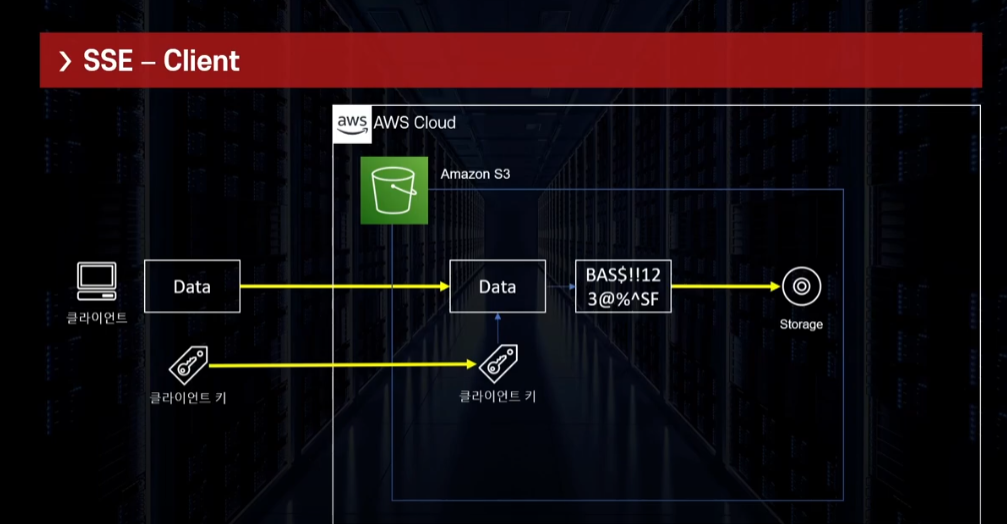 › SSE – Client
aws AWS Cloud
Amazon S3
Data
Data
BAS$!!12
3@%^SF
클라이언트
Storage
클라이언트 키
클라이언트 키